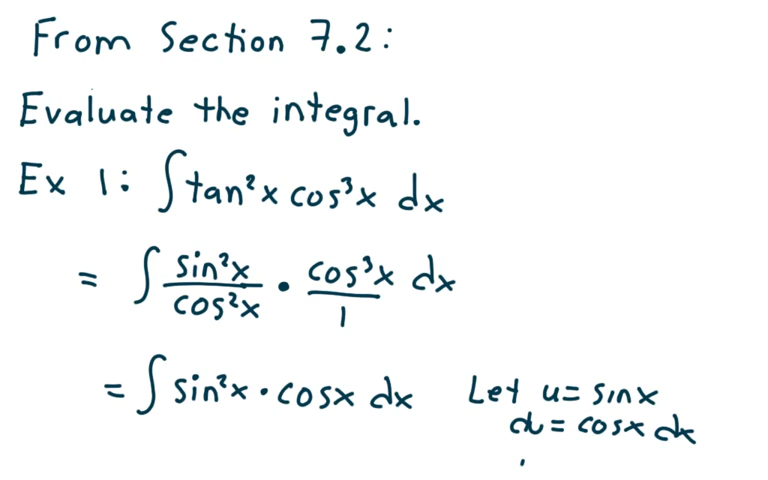 From Section 7.2:
Evaluate the integral.
Ex 1: ∫tan²x cos³x dx
= ∫ sin²x/cos²x · cos³x/1 dx
= ∫ sin²x · cosx dx Let u = sinx
du = cosx dx